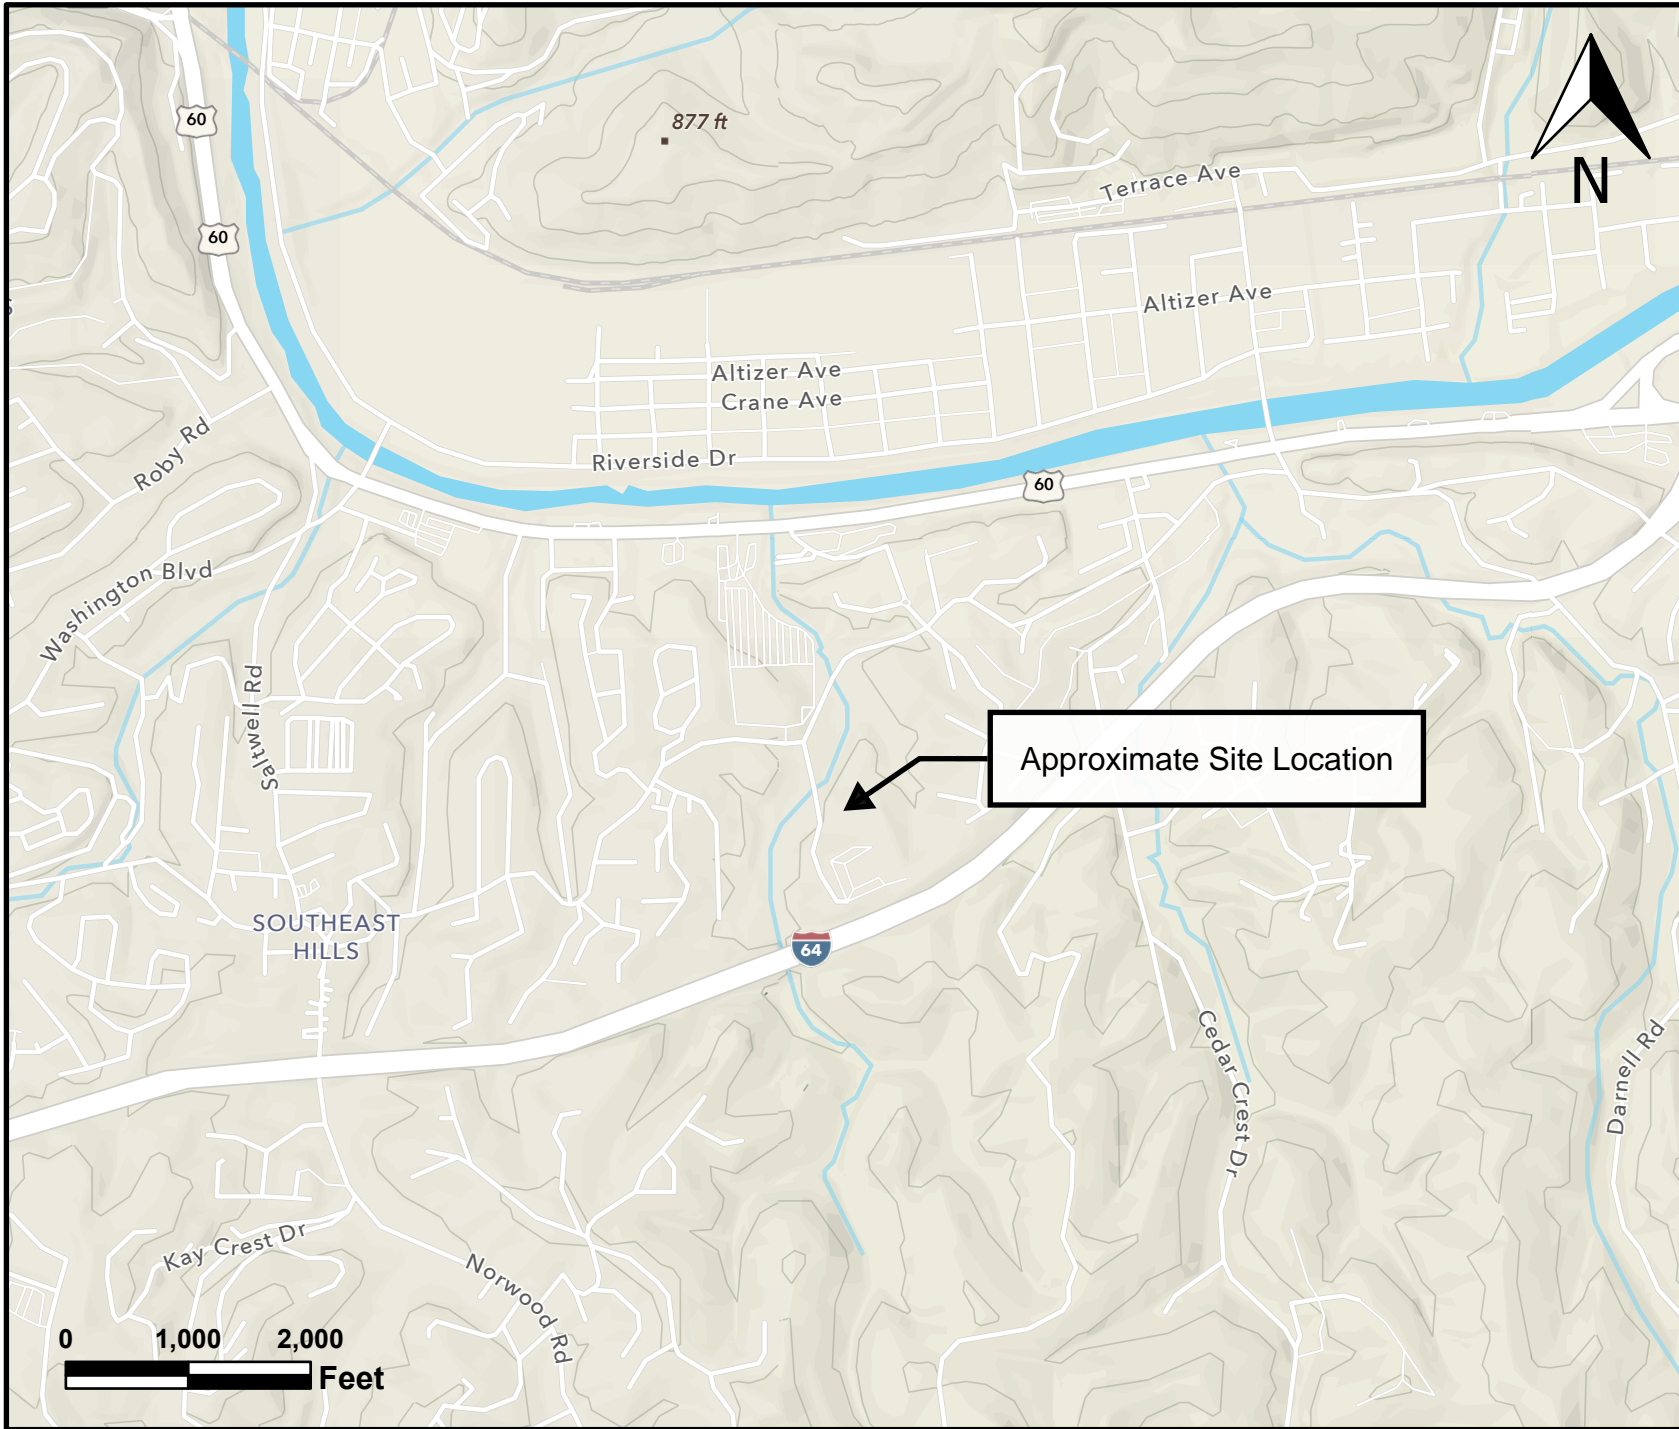 60
877 ft
N
Terrace Ave
60
Altizer Ave
Altizer Ave
Crane Ave
Roby Rd
Riverside Dr
60
Washington Blvd
Saltwell Rd
Approximate Site Location
SOUTHEAST
HILLS
64
Cedar Crest Dr
Darnell Rd
Kay Crest Dr
Norwood Rd
0 1,000 2,000
Feet